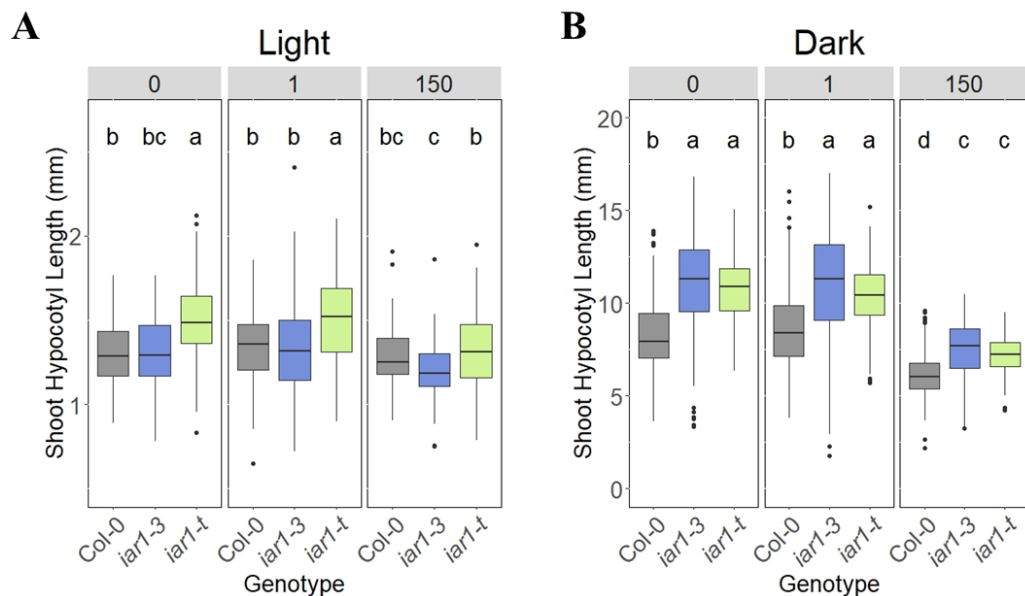 A
Light
0 1 150
b bc a b b a bc c b
2
1
Shoot Hypocotyl Length (mm)
Col-0 iar1-3 iar1-t Col-0 iar1-3 iar1-t Col-0 iar1-3 iar1-t
Genotype
B
Dark
0 1 150
b a a b a a d c c
20
15
10
5
0
Shoot Hypocotyl Length (mm)
Col-0 iar1-3 iar1-t Col-0 iar1-3 iar1-t Col-0 iar1-3 iar1-t
Genotype